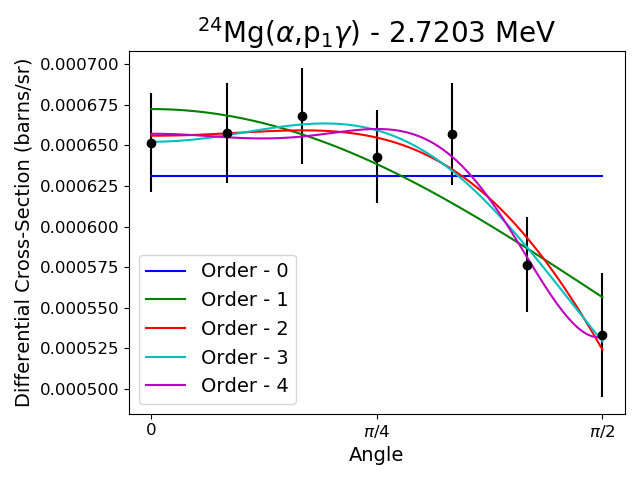 ²⁴Mg(α,p₁γ) - 2.7203 MeV
Differential Cross-Section (barns/sr)
0.000700
0.000675
0.000650
0.000625
0.000600
0.000575
0.000550
0.000525
0.000500
Order - 0
Order - 1
Order - 2
Order - 3
Order - 4
0 π/4 π/2
Angle